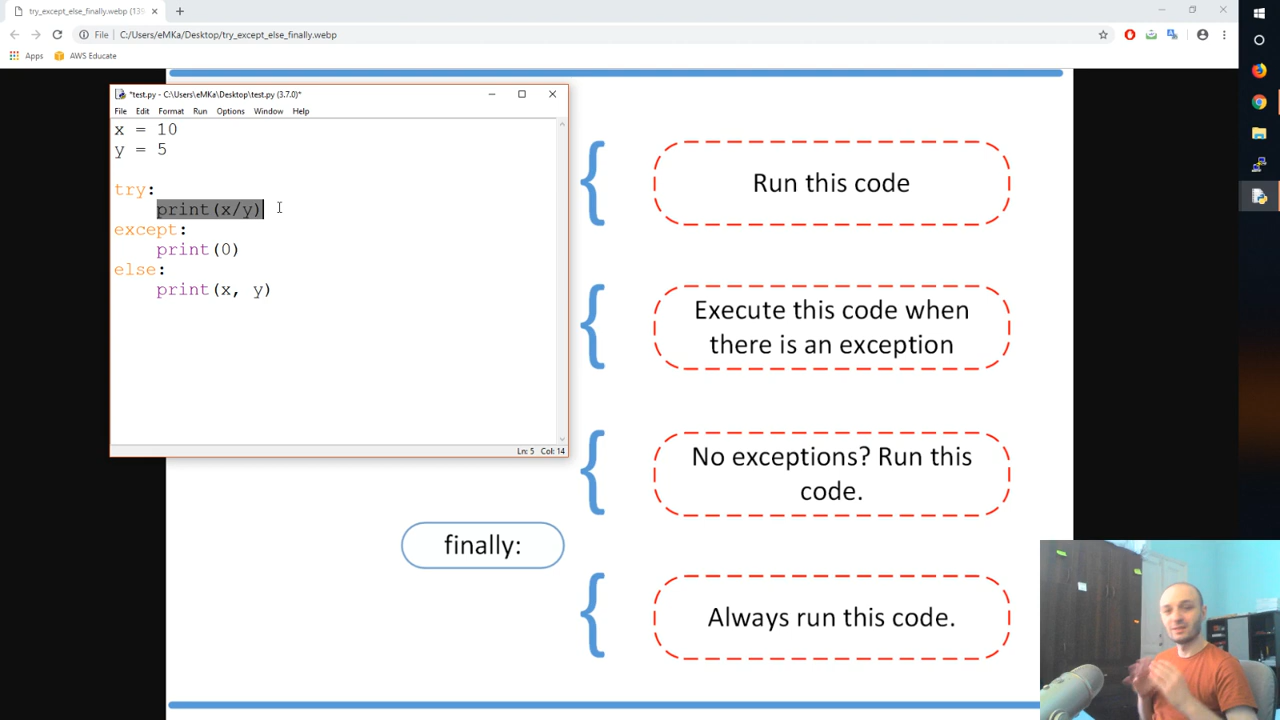 try_except_else_finally.webp (139
File
C:/Users/eMKa/Desktop/try_except_else_finally.webp
Apps
AWS Educate
*test.py - C:\Users\eMKa\Desktop\test.py (3.7.0)*
File Edit Format Run Options Window Help
x = 10
y = 5
try:
print(x/y)
except:
print(0)
else:
print(x, y)
Ln: 5 Col: 14
Run this code
Execute this code when
there is an exception
No exceptions? Run this
code.
finally:
Always run this code.